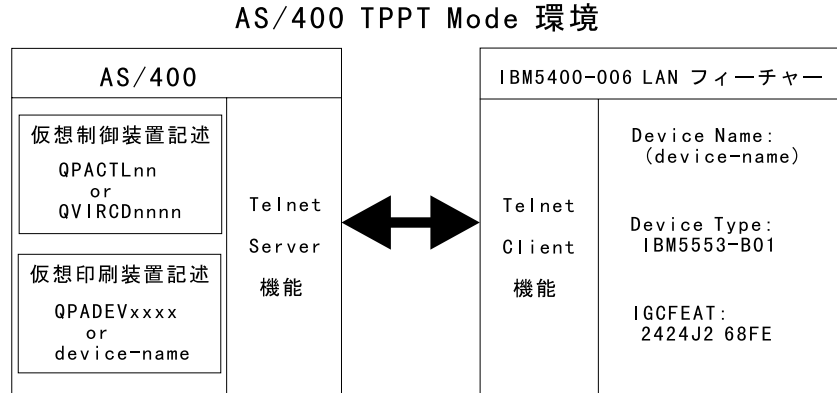 AS/400 TPPT Mode 環境
AS/400
仮想制御装置記述
QPACTLnn
or
QVIRCDnnnn
仮想印刷装置記述
QPADEVxxxx
or
device-name
Telnet
Server
機能
IBM5400-006 LAN フィーチャー
Telnet
Client
機能
Device Name:
(device-name)
Device Type:
IBM5553-B01
IGCFEAT:
2424J2 68FE